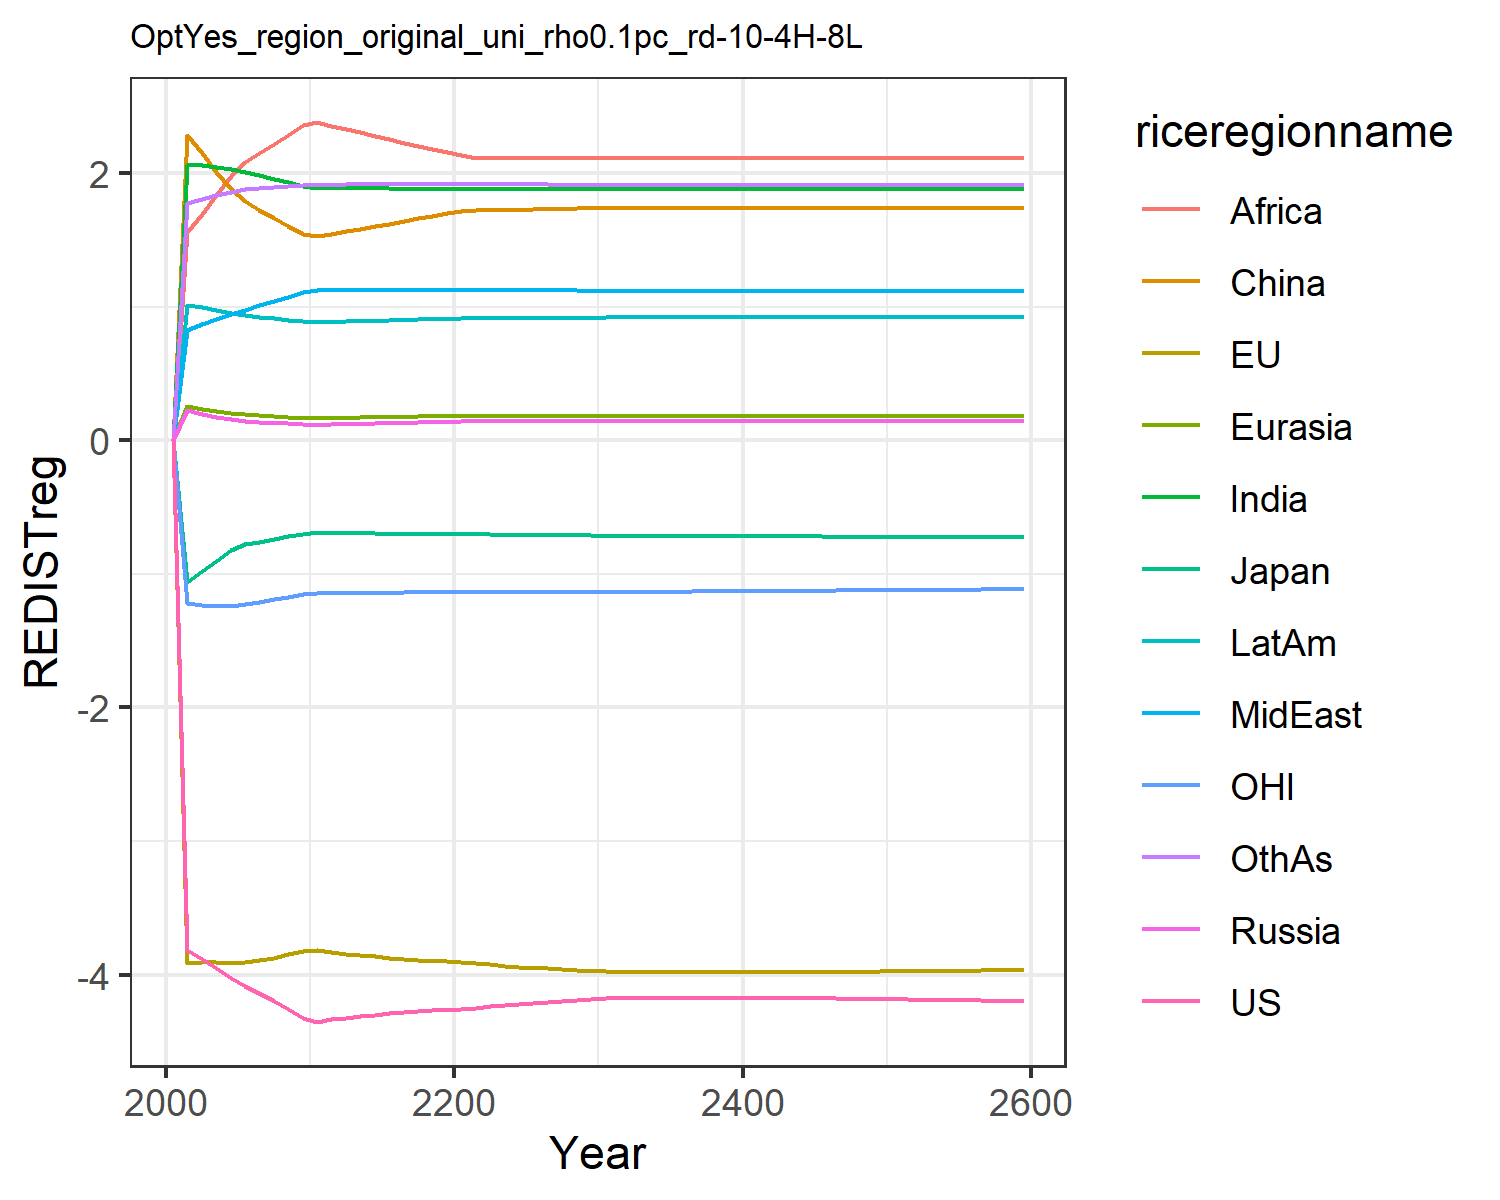 OptYes_region_original_uni_rho0.1pc_rd-10-4H-8L
riceregionname
Africa
China
EU
Eurasia
India
Japan
LatAm
MidEast
OHI
OthAs
Russia
US
REDISTreg
2
0
-2
-4
2000
2200
2400
2600
Year